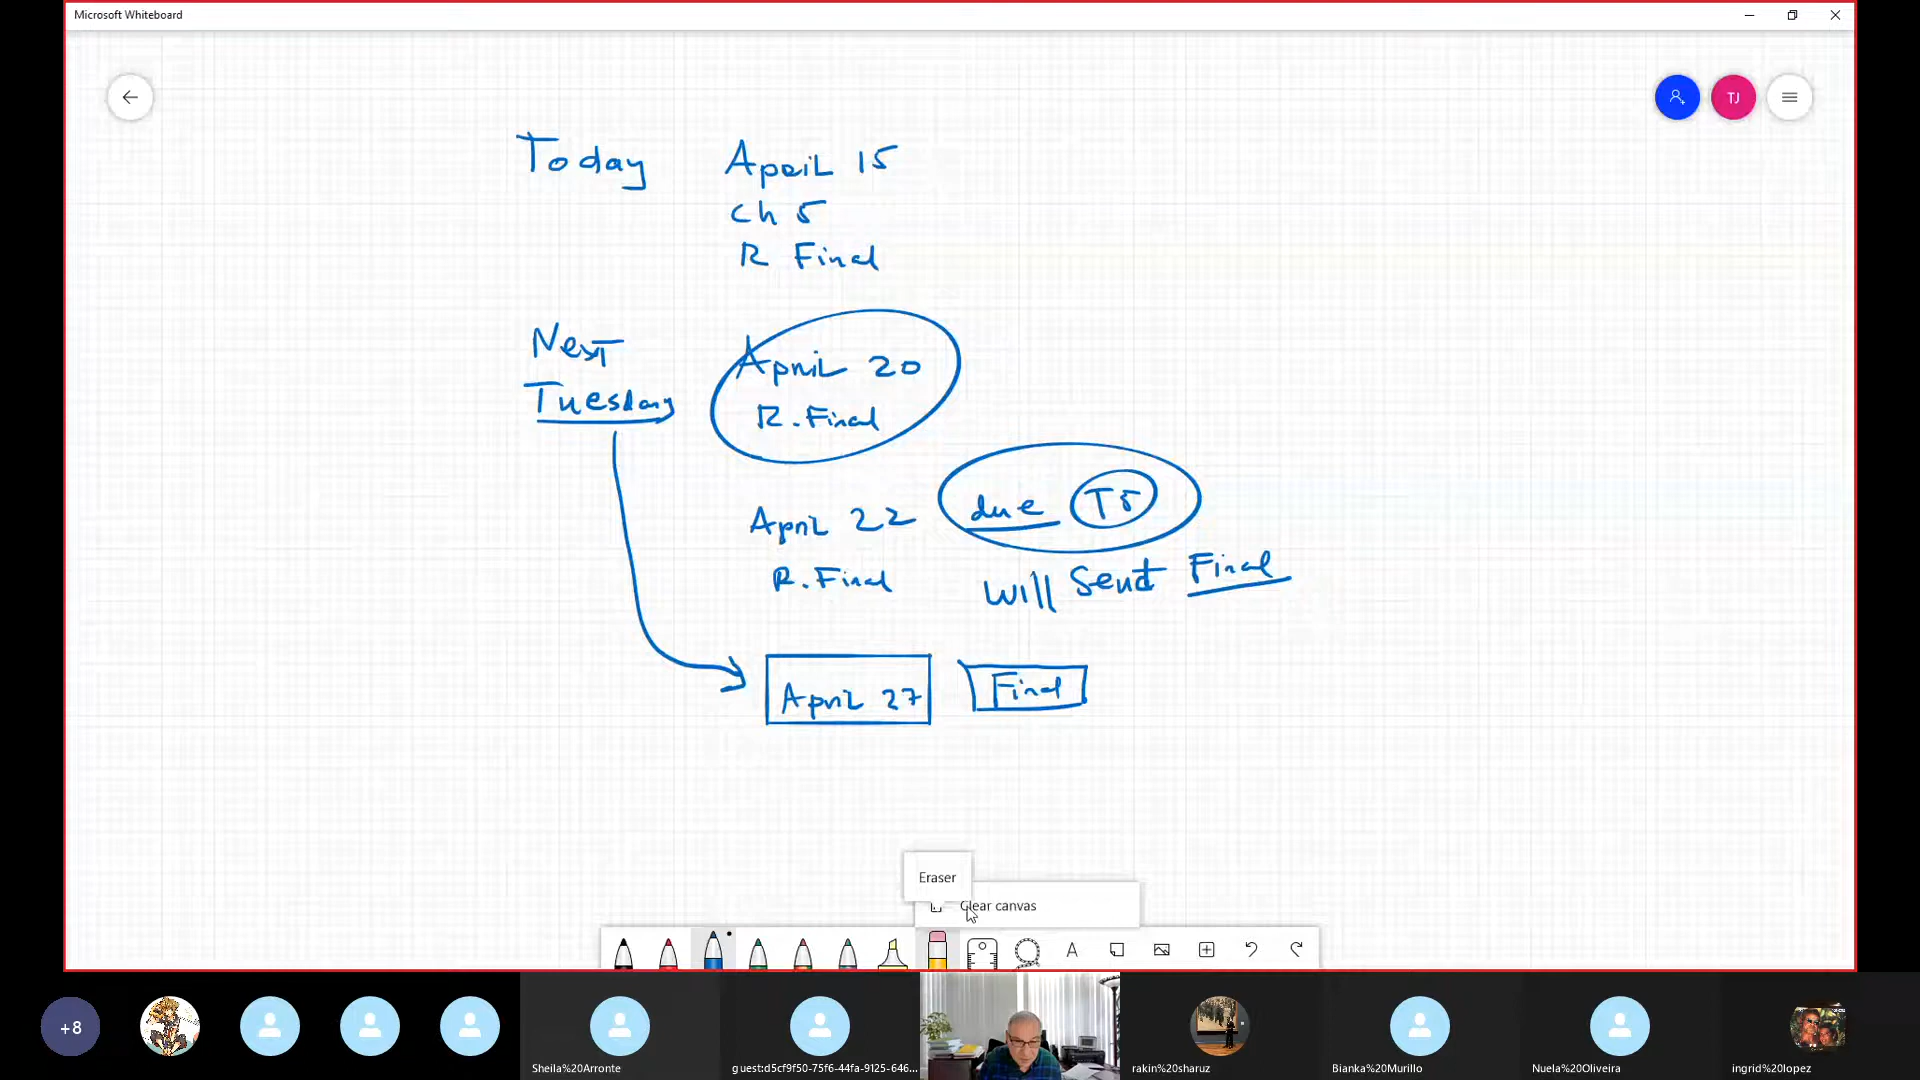 Microsoft Whiteboard
TJ
Today April 15
Ch 5
R Final
Next
Tuesday
April 20
R. Final
April 22 due T5
R. Final will send Final
April 27 Final
Eraser
Clear canvas
A
+8
Sheila%20Arronte
guest:d5cf9f50-75f6-44fa-9125-646...
rakin%20sharuz
Bianka%20Murillo
Nuela%20Oliveira
ingrid%20lopez